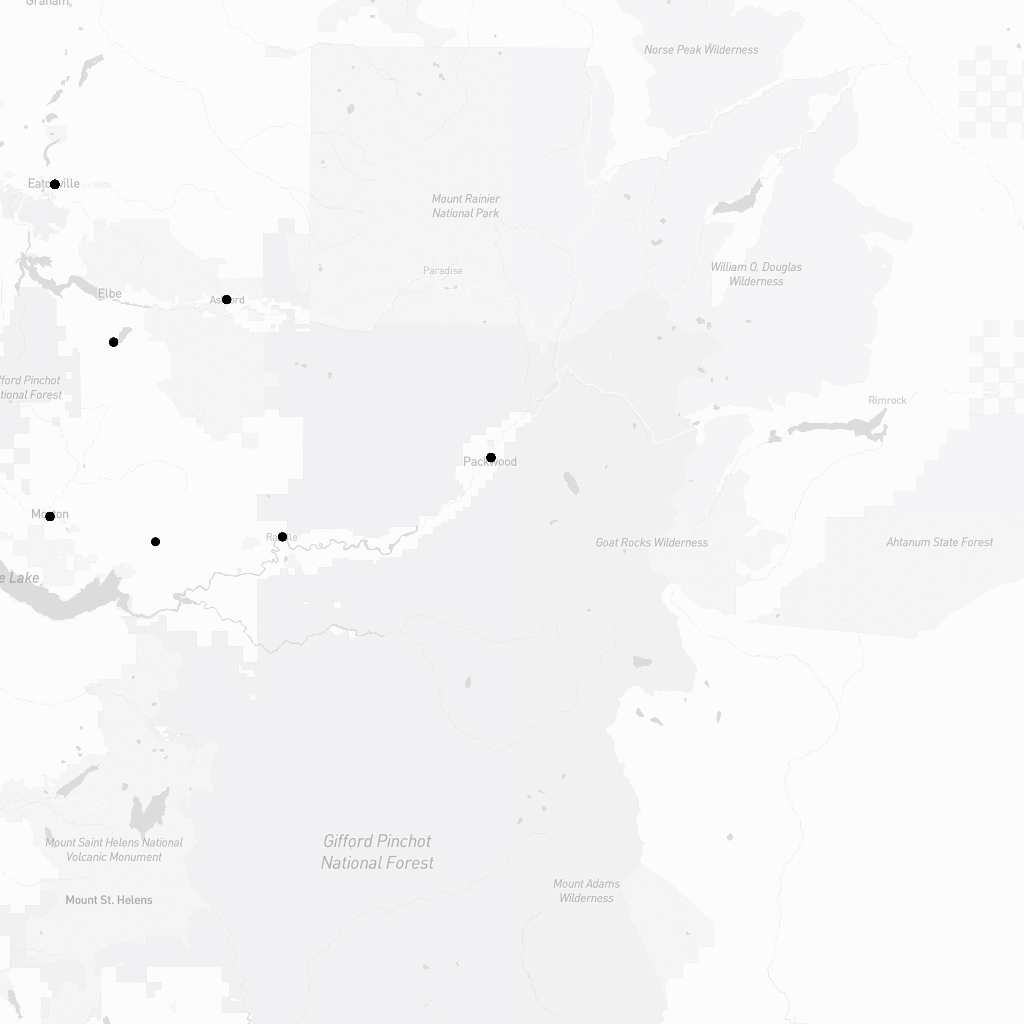 Graham,
Norse Peak Wilderness
Eatonville
Mount Rainier
National Park
William O. Douglas
Wilderness
Paradise
Elbe
Ashford
fford Pinchot
tional Forest
Rimrock
Packwood
Morton
Randle
Goat Rocks Wilderness
Ahtanum State Forest
e Lake
Gifford Pinchot
National Forest
Mount Saint Helens National
Volcanic Monument
Mount Adams
Wilderness
Mount St. Helens